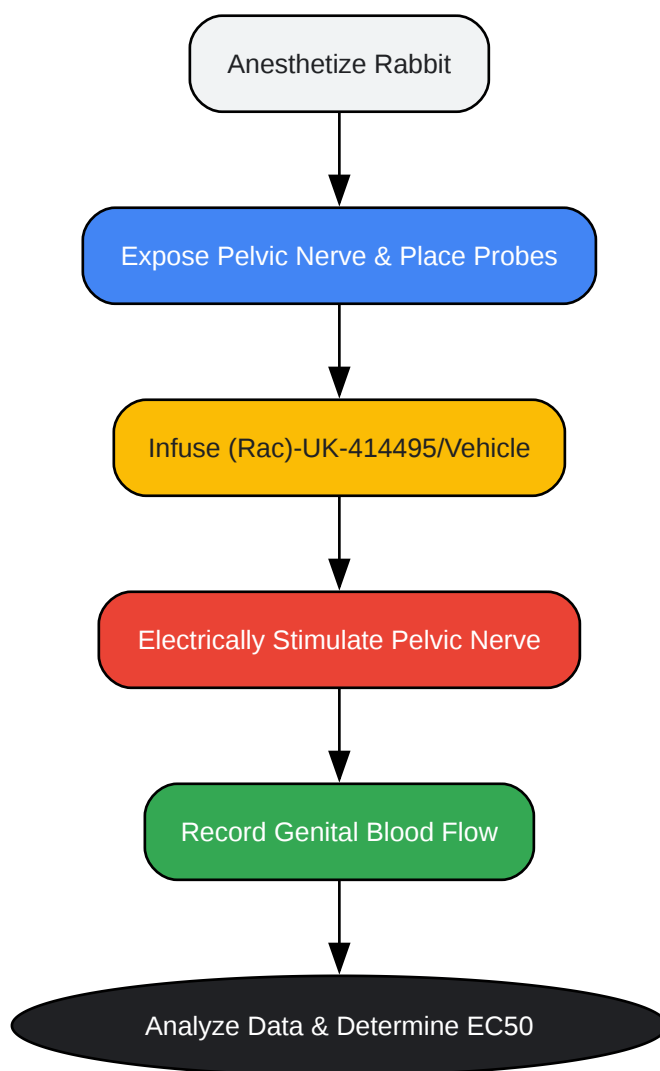 Anesthetize Rabbit
Expose Pelvic Nerve & Place Probes
Infuse (Rac)-UK-414495/Vehicle
Electrically Stimulate Pelvic Nerve
Record Genital Blood Flow
Analyze Data & Determine EC50